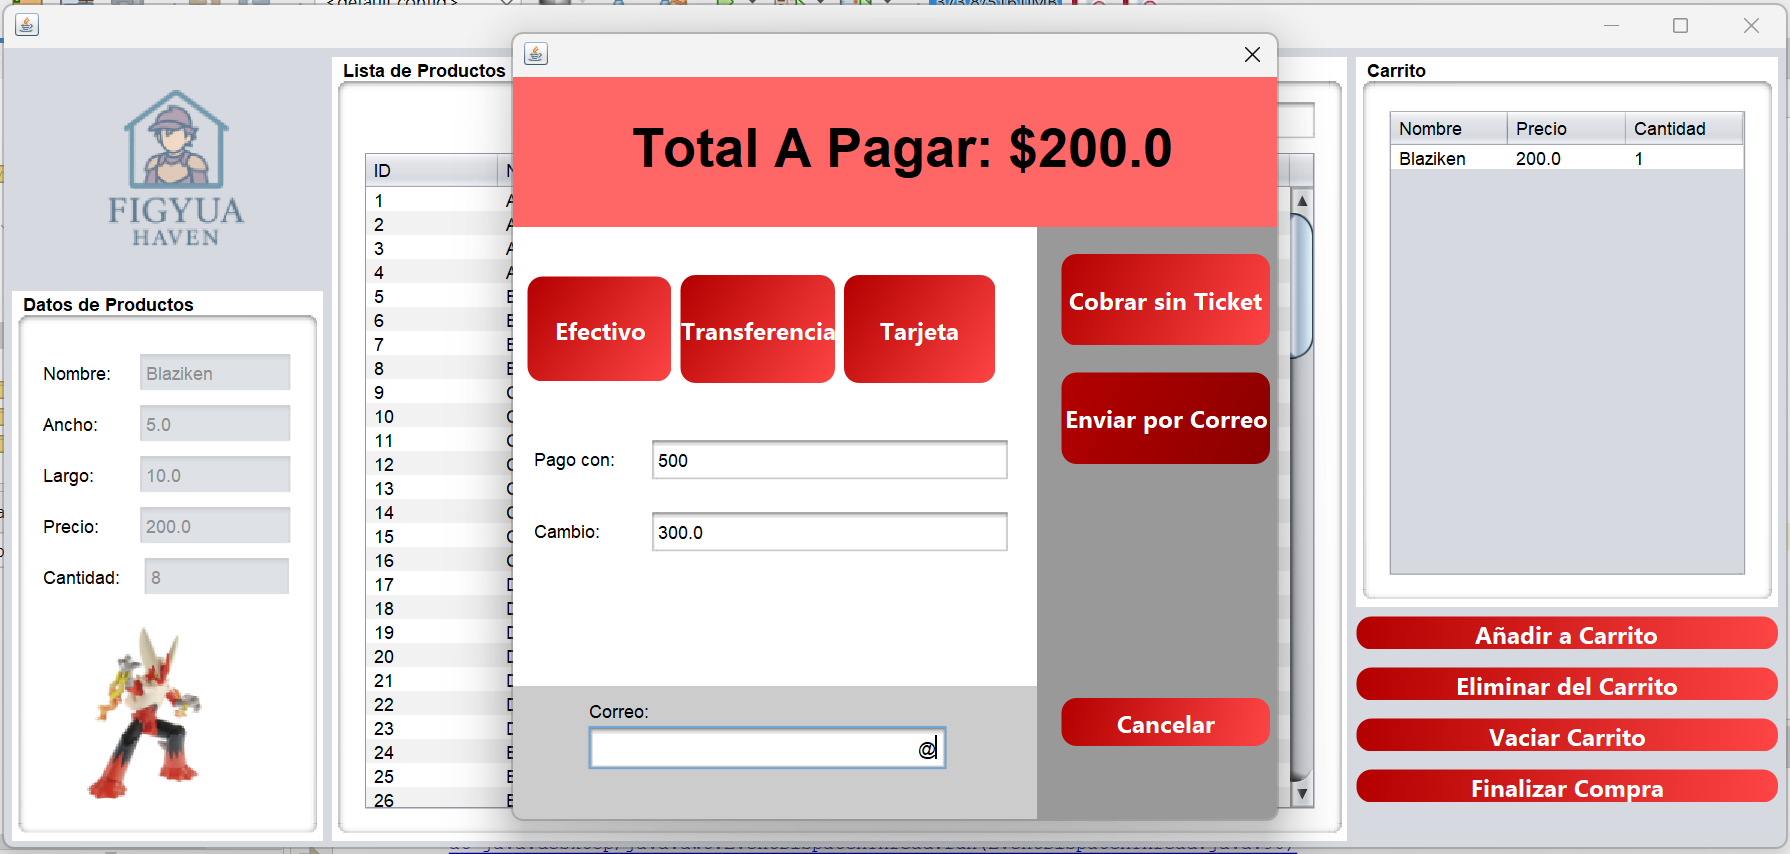 FIGYUA
HAVEN
Datos de Productos
Nombre:
Blaziken
Ancho:
5.0
Largo:
10.0
Precio:
200.0
Cantidad:
8
Lista de Productos
ID
1
2
3
4
5
6
7
8
9
10
11
12
13
14
15
16
17
18
19
20
21
22
23
24
25
26
Total A Pagar: $200.0
Efectivo
Transferencia
Tarjeta
Pago con:
500
Cambio:
300.0
Correo:
@
Cobrar sin Ticket
Enviar por Correo
Cancelar
Carrito
Nombre Precio Cantidad
Blaziken 200.0 1
Añadir a Carrito
Eliminar del Carrito
Vaciar Carrito
Finalizar Compra